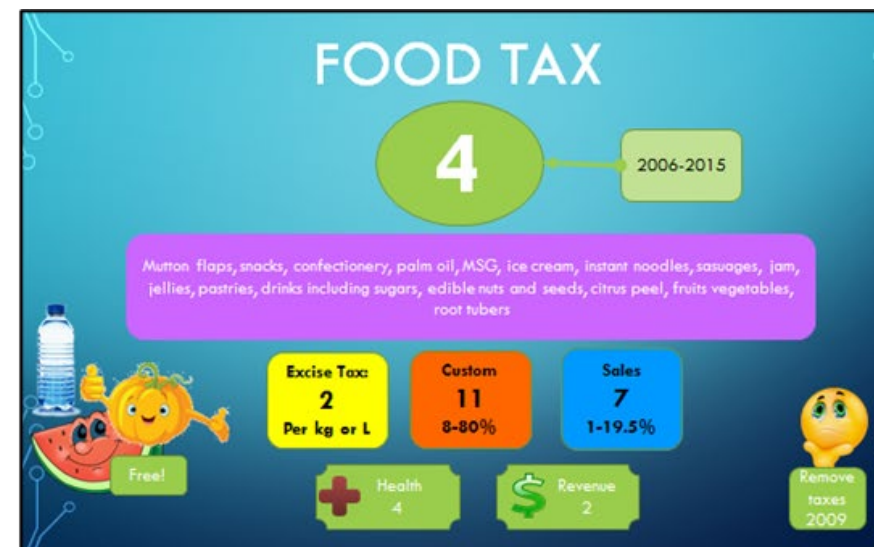 FOOD TAX
4
2006-2015
Mutton flaps, snacks, confectionery, palm oil, MSG, ice cream, instant noodles, sasuages, jam,
jellies, pastries, drinks including sugars, edible nuts and seeds, citrus peel, fruits vegetables,
root tubers
Excise Tax:
2
Per kg or L
Custom
11
8-80%
Sales
7
1-19.5%
Free!
Health
4
Revenue
2
Remove
taxes
2009